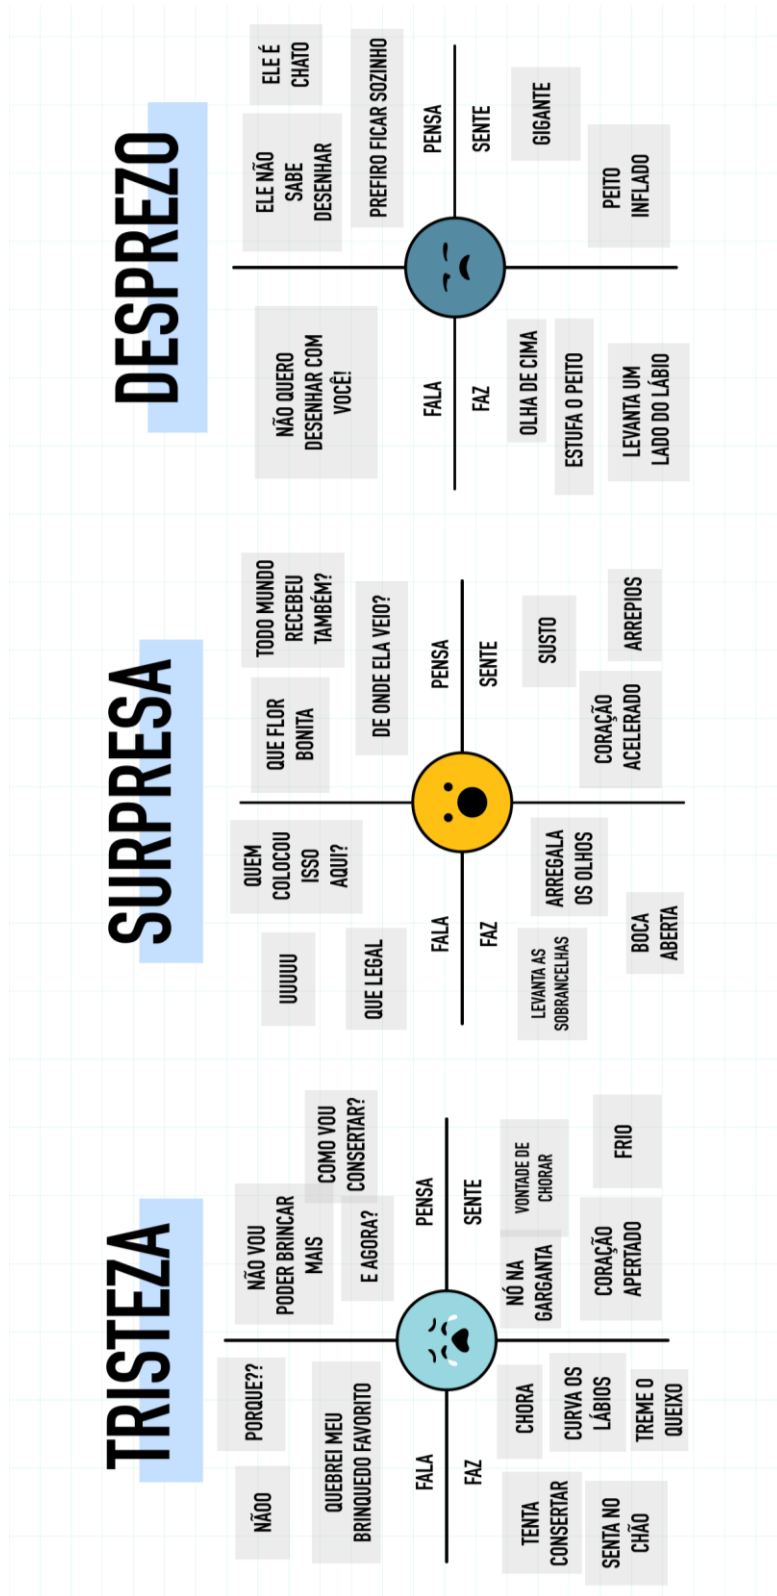 TRISTEZA
NÃOO
PORQUE??
QUEBREI MEU
BRINQUEDO FAVORITO
NÃO VOU
PODER BRINCAR
MAIS
COMO VOU
CONSERTAR?
E AGORA?
FALA
PENSA
FAZ
SENTE
TENTA
CONSERTAR
CHORA
CURVA OS
LÁBIOS
SENTA NO
CHÃO
TREME O
QUEIXO
NÓ NA
GARGANTA
VONTADE DE
CHORAR
CORAÇÃO
APERTADO
FRIO
SURPRESA
UUUUU
QUEM
COLOCOU
ISSO
AQUI?
QUE LEGAL
QUE FLOR
BONITA
TODO MUNDO
RECEBEU
TAMBÉM?
DE ONDE ELA VEIO?
FALA
PENSA
FAZ
SENTE
LEVANTA AS
SOBRANCELHAS
ARREGALA
OS OLHOS
BOCA
ABERTA
SUSTO
CORAÇÃO
ACELERADO
ARREPIOS
DESPREZO
NÃO QUERO
DESENHAR COM
VOCÊ!
ELE NÃO
SABE
DESENHAR
ELE É
CHATO
PREFIRO FICAR SOZINHO
FALA
PENSA
FAZ
SENTE
OLHA DE CIMA
ESTUFA O PEITO
LEVANTA UM
LADO DO LÁBIO
GIGANTE
PEITO
INFLADO